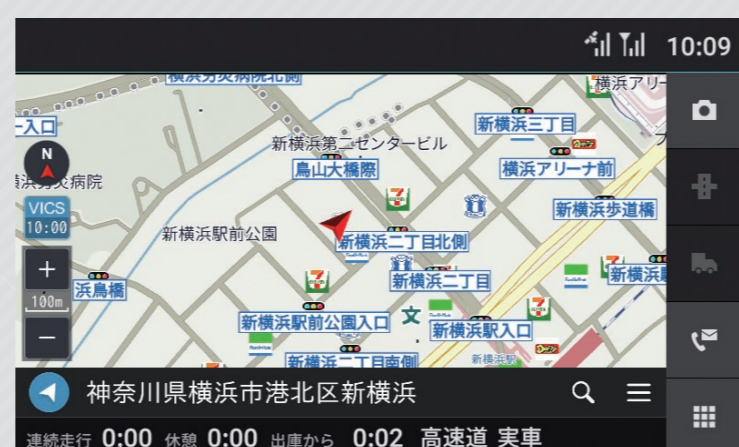 10:09
横浜労災病院北側
横浜アリー
入口
新横浜三丁目
新横浜第二センタービル
N
鳥山大橋際
横浜アリーナ前
病院
VICS
10:00
新横浜歩道橋
新横浜駅前公園
新横浜二丁目北側
+
100m
−
浜鳥橋
新横浜二丁目
新横浜
新横浜駅前公園入口
文
新横浜駅入口
新横浜二丁目南側
新横浜駅
神奈川県横浜市港北区新横浜
連続走行 0:00 休憩 0:00 出庫から 0:02 高速道 実車